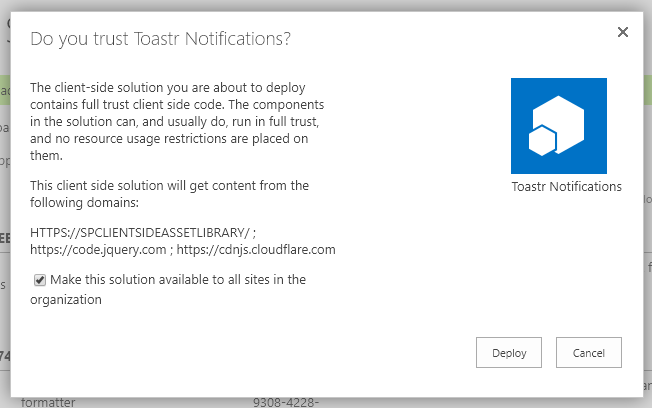 Do you trust Toastr Notifications?
The client-side solution you are about to deploy
contains full trust client side code. The components
in the solution can, and usually do, run in full trust,
and no resource usage restrictions are placed on
them.
Toastr Notifications
This client side solution will get content from the
following domains:
HTTPS://SPCLIENTSIDEASSETLIBRARY/ ;
https://code.jquery.com ; https://cdnjs.cloudflare.com
Make this solution available to all sites in the
organization
Deploy
Cancel
formatter
9308-4228-